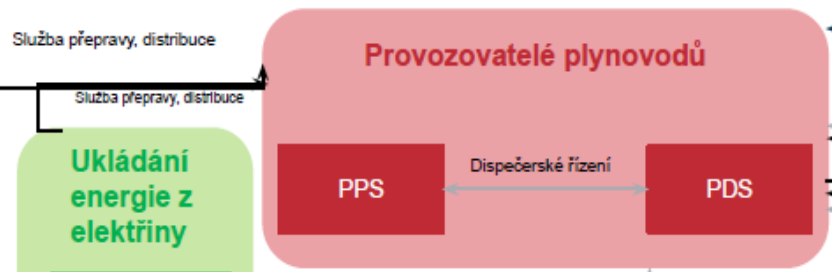 Služba přepravy, distribuce
Provozovatelé plynovodů
Služba přepravy, distribuce
Ukládání
energie z
elektřiny
PPS
Dispečerské řízení
PDS